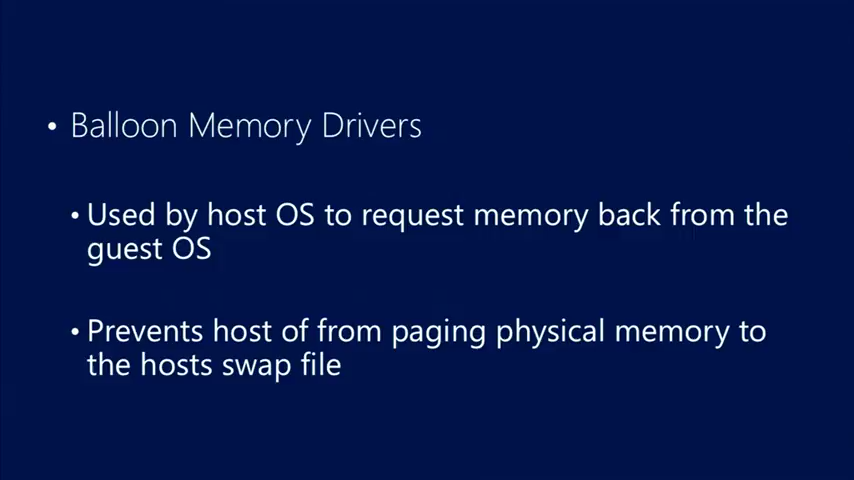 • Balloon Memory Drivers
• Used by host OS to request memory back from the
guest OS
• Prevents host of from paging physical memory to
the hosts swap file